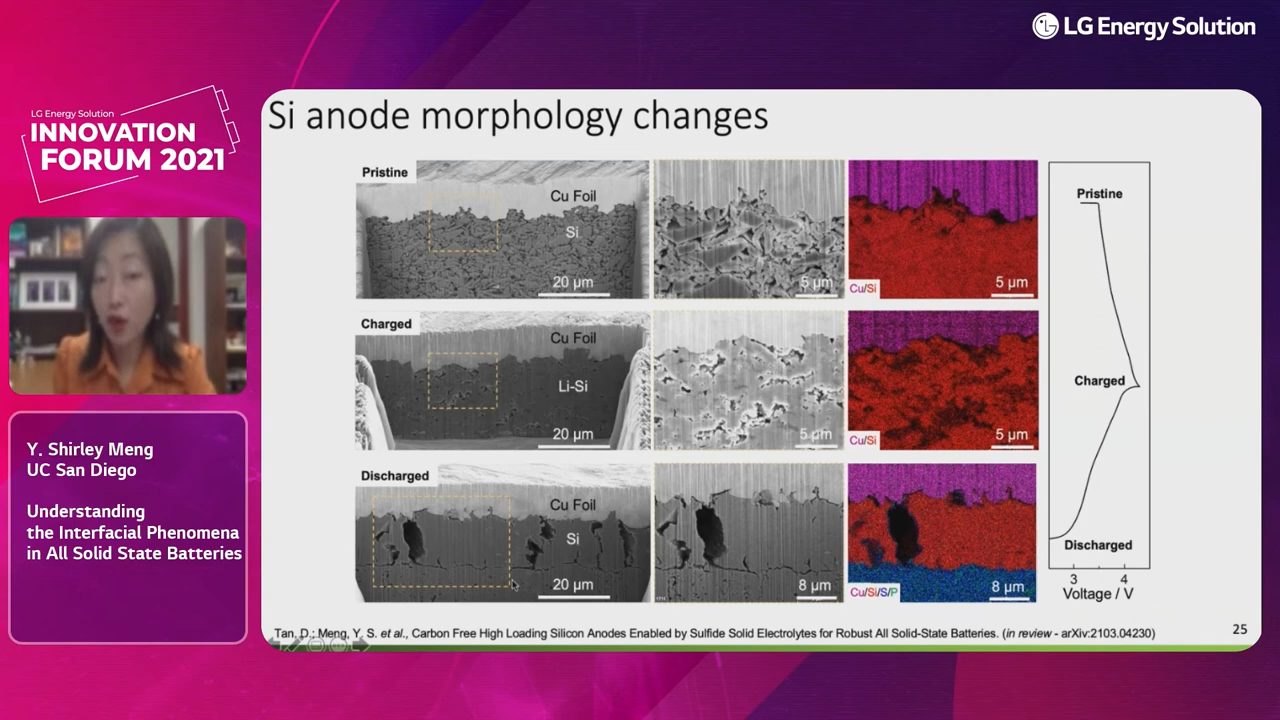 LG Energy Solution
LG Energy Solution
INNOVATION
FORUM 2021
Y. Shirley Meng
UC San Diego
Understanding
the Interfacial Phenomena
in All Solid State Batteries
Si anode morphology changes
Pristine
Cu Foil
Si
20 µm
5 µm
Cu/Si
5 µm
Charged
Cu Foil
Li-Si
20 µm
5 µm
Cu/Si
5 µm
Discharged
Cu Foil
Si
20 µm
8 µm
Cu/Si/S/P
8 µm
Pristine
Charged
Discharged
3 4
Voltage / V
Tan, D.; Meng, Y. S. et al., Carbon Free High Loading Silicon Anodes Enabled by Sulfide Solid Electrolytes for Robust All Solid-State Batteries. (in review - arXiv:2103.04230)
25